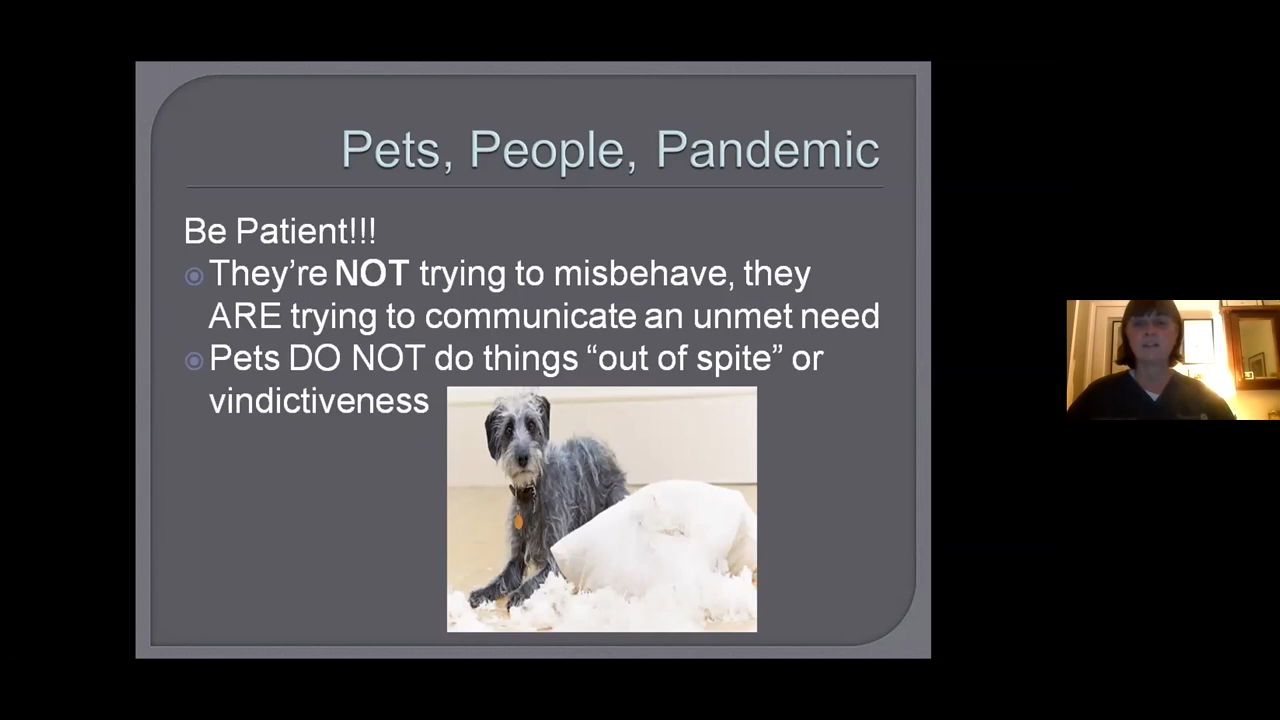 Pets, People, Pandemic
Be Patient!!!
They’re NOT trying to misbehave, they
ARE trying to communicate an unmet need
Pets DO NOT do things “out of spite” or
vindictiveness